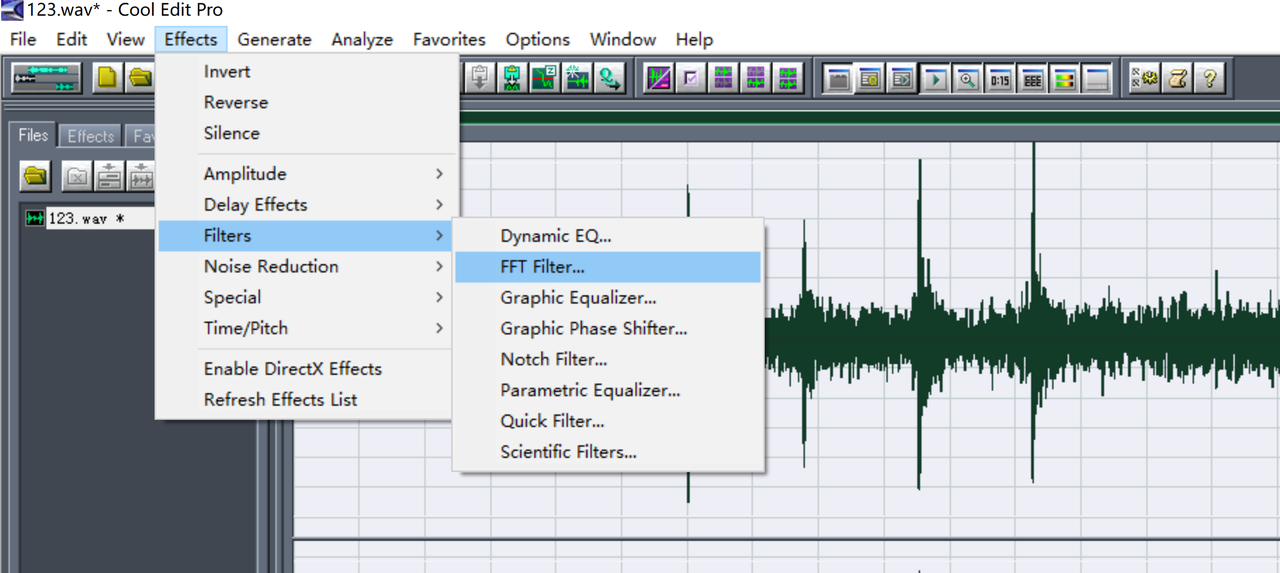 123.wav* - Cool Edit Pro
File Edit View Effects Generate Analyze Favorites Options Window Help
Invert
Reverse
Silence
Amplitude
Delay Effects
Filters
Noise Reduction
Special
Time/Pitch
Enable DirectX Effects
Refresh Effects List
Dynamic EQ...
FFT Filter...
Graphic Equalizer...
Graphic Phase Shifter...
Notch Filter...
Parametric Equalizer...
Quick Filter...
Scientific Filters...
0:15
Files Effects Fav
123.wav *